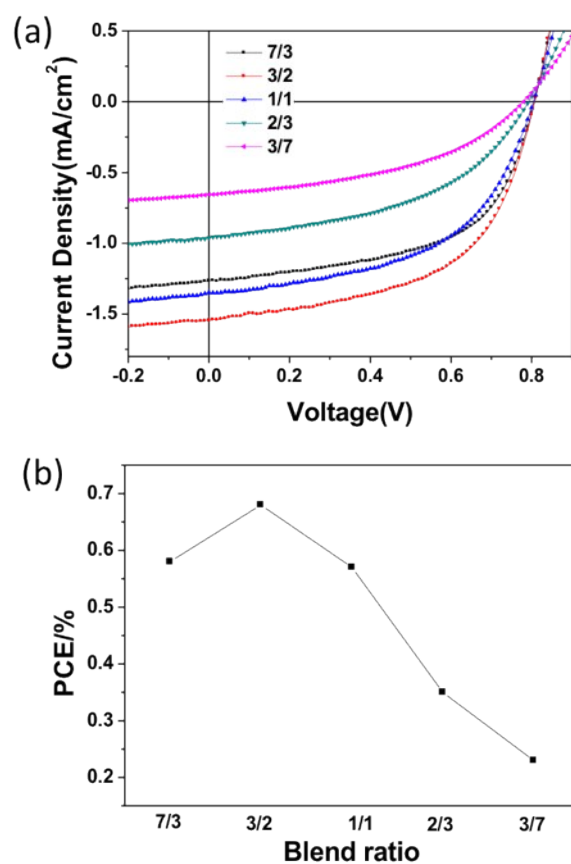 (a)
0.5
0.0
-0.5
-1.0
-1.5
Current Density(mA/cm²)
7/3
3/2
1/1
2/3
3/7
-0.2 0.0 0.2 0.4 0.6 0.8
Voltage(V)
(b)
0.7
0.6
0.5
0.4
0.3
0.2
PCE/%
7/3 3/2 1/1 2/3 3/7
Blend ratio